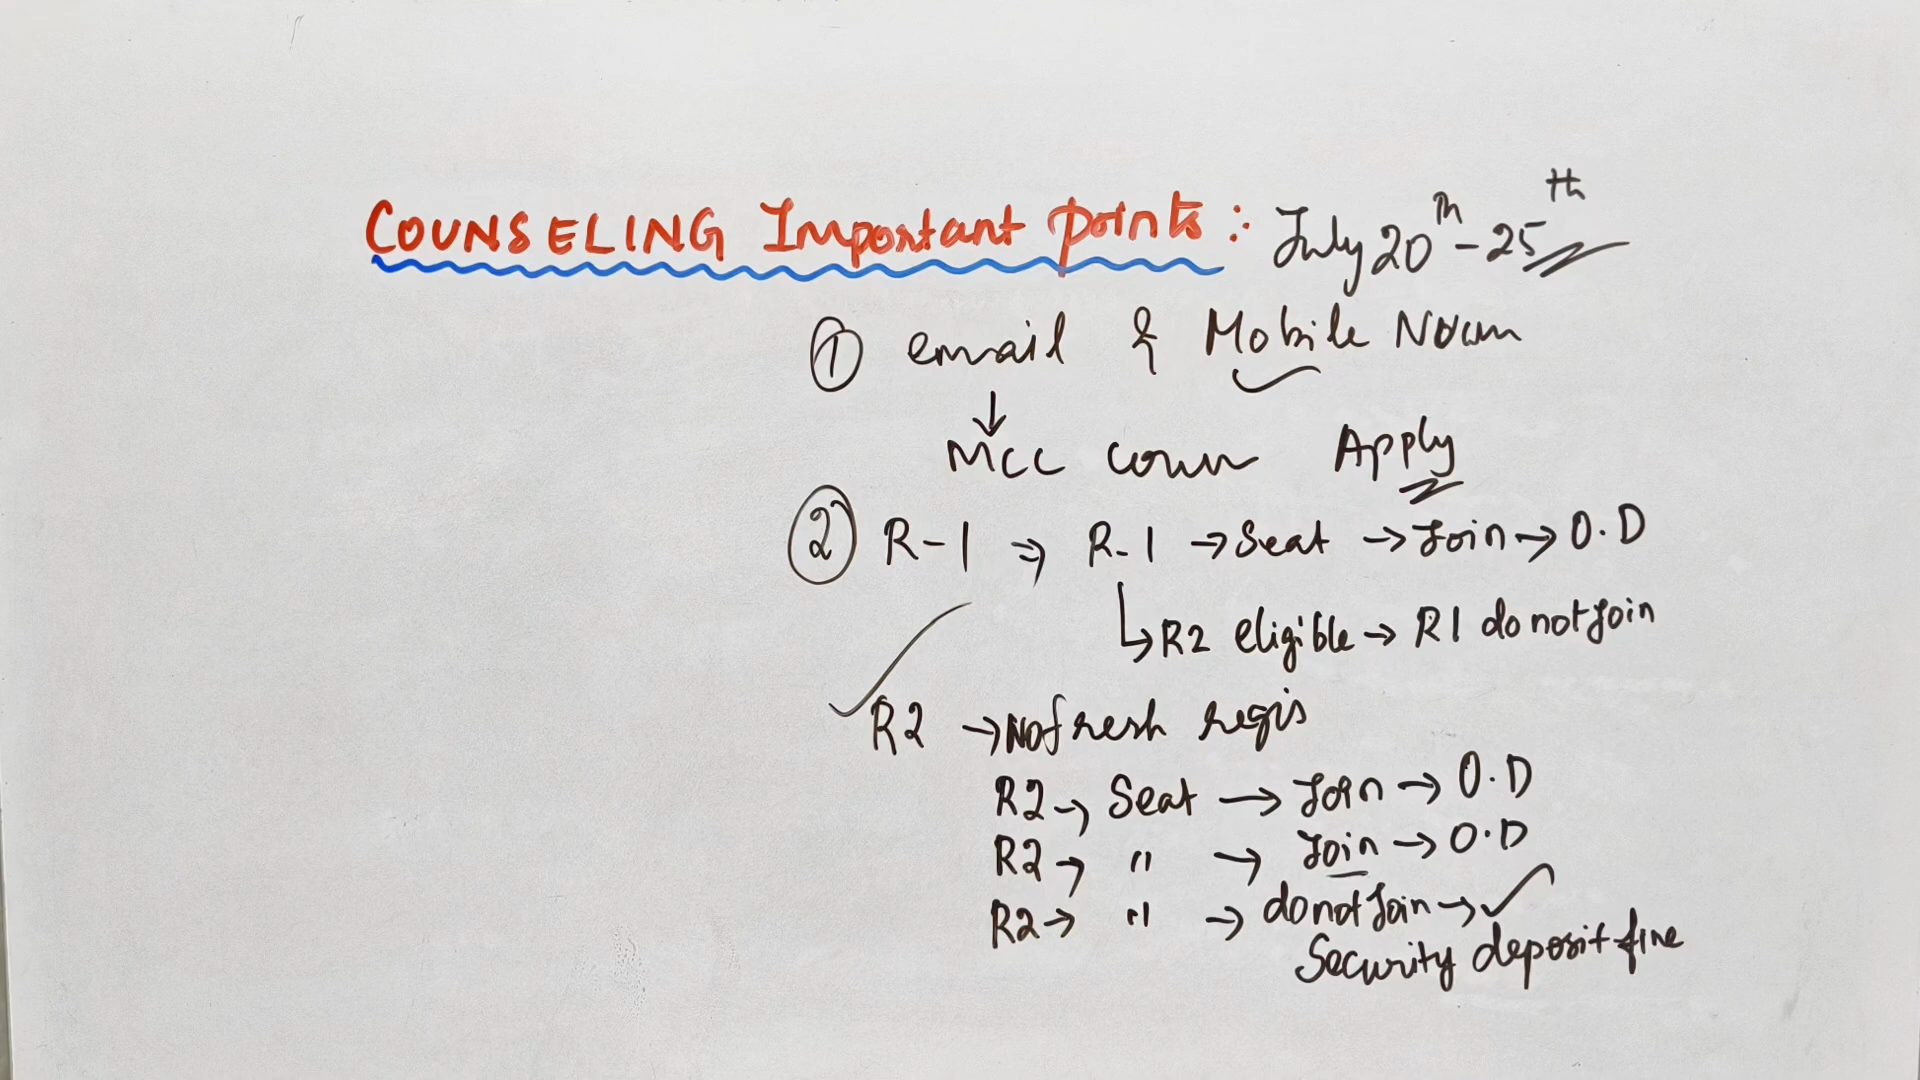 COUNSELING Important points : July 20th - 25th
① email & Mobile
↓
MCC Coun Apply
② R-1 ⇒ R-1 → Seat → Join → O.D
↳ R2 eligible → R1 do not join
R2 → No fresh regis
R2 → Seat → Join → O.D
R2 → " → Join → O.D
R2 → " → do not join → ✓
Security deposit fine